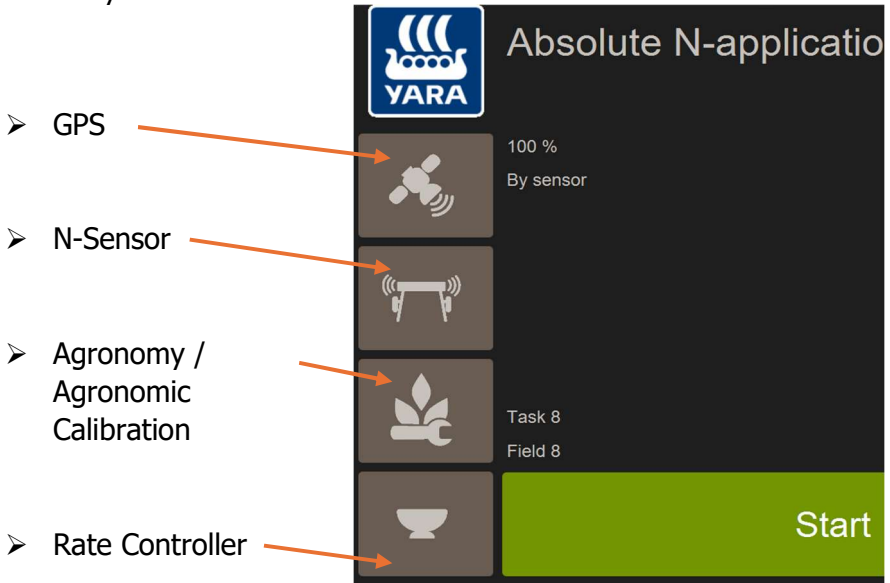 YARA
Absolute N-applicatio
➢ GPS
100 %
By sensor
➢ N-Sensor
➢ Agronomy /
Agronomic
Calibration
Task 8
Field 8
➢ Rate Controller
Start